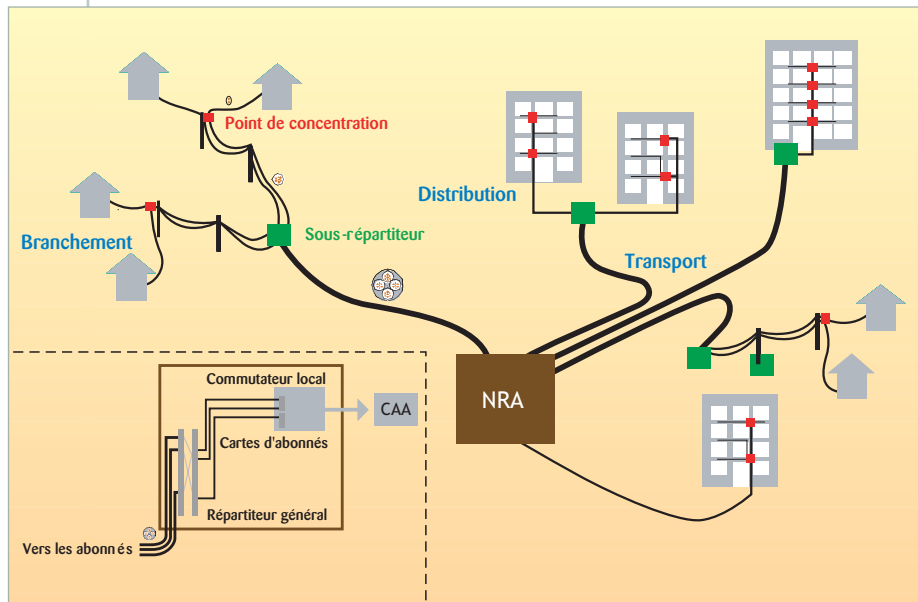 Point de concentration
Distribution
Branchement
Sous-répartiteur
Transport
NRA
Commutateur local
CAA
Cartes d'abonnés
Répartiteur général
Vers les abonnés